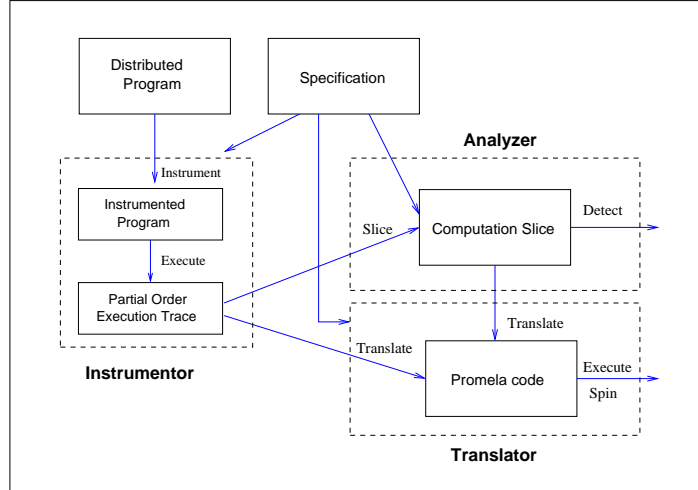 Distributed
Program
Specification
Analyzer
Instrument
Instrumented
Program
Slice
Computation Slice
Detect
Execute
Partial Order
Execution Trace
Translate
Translate
Promela code
Execute
Spin
Instrumentor
Translator